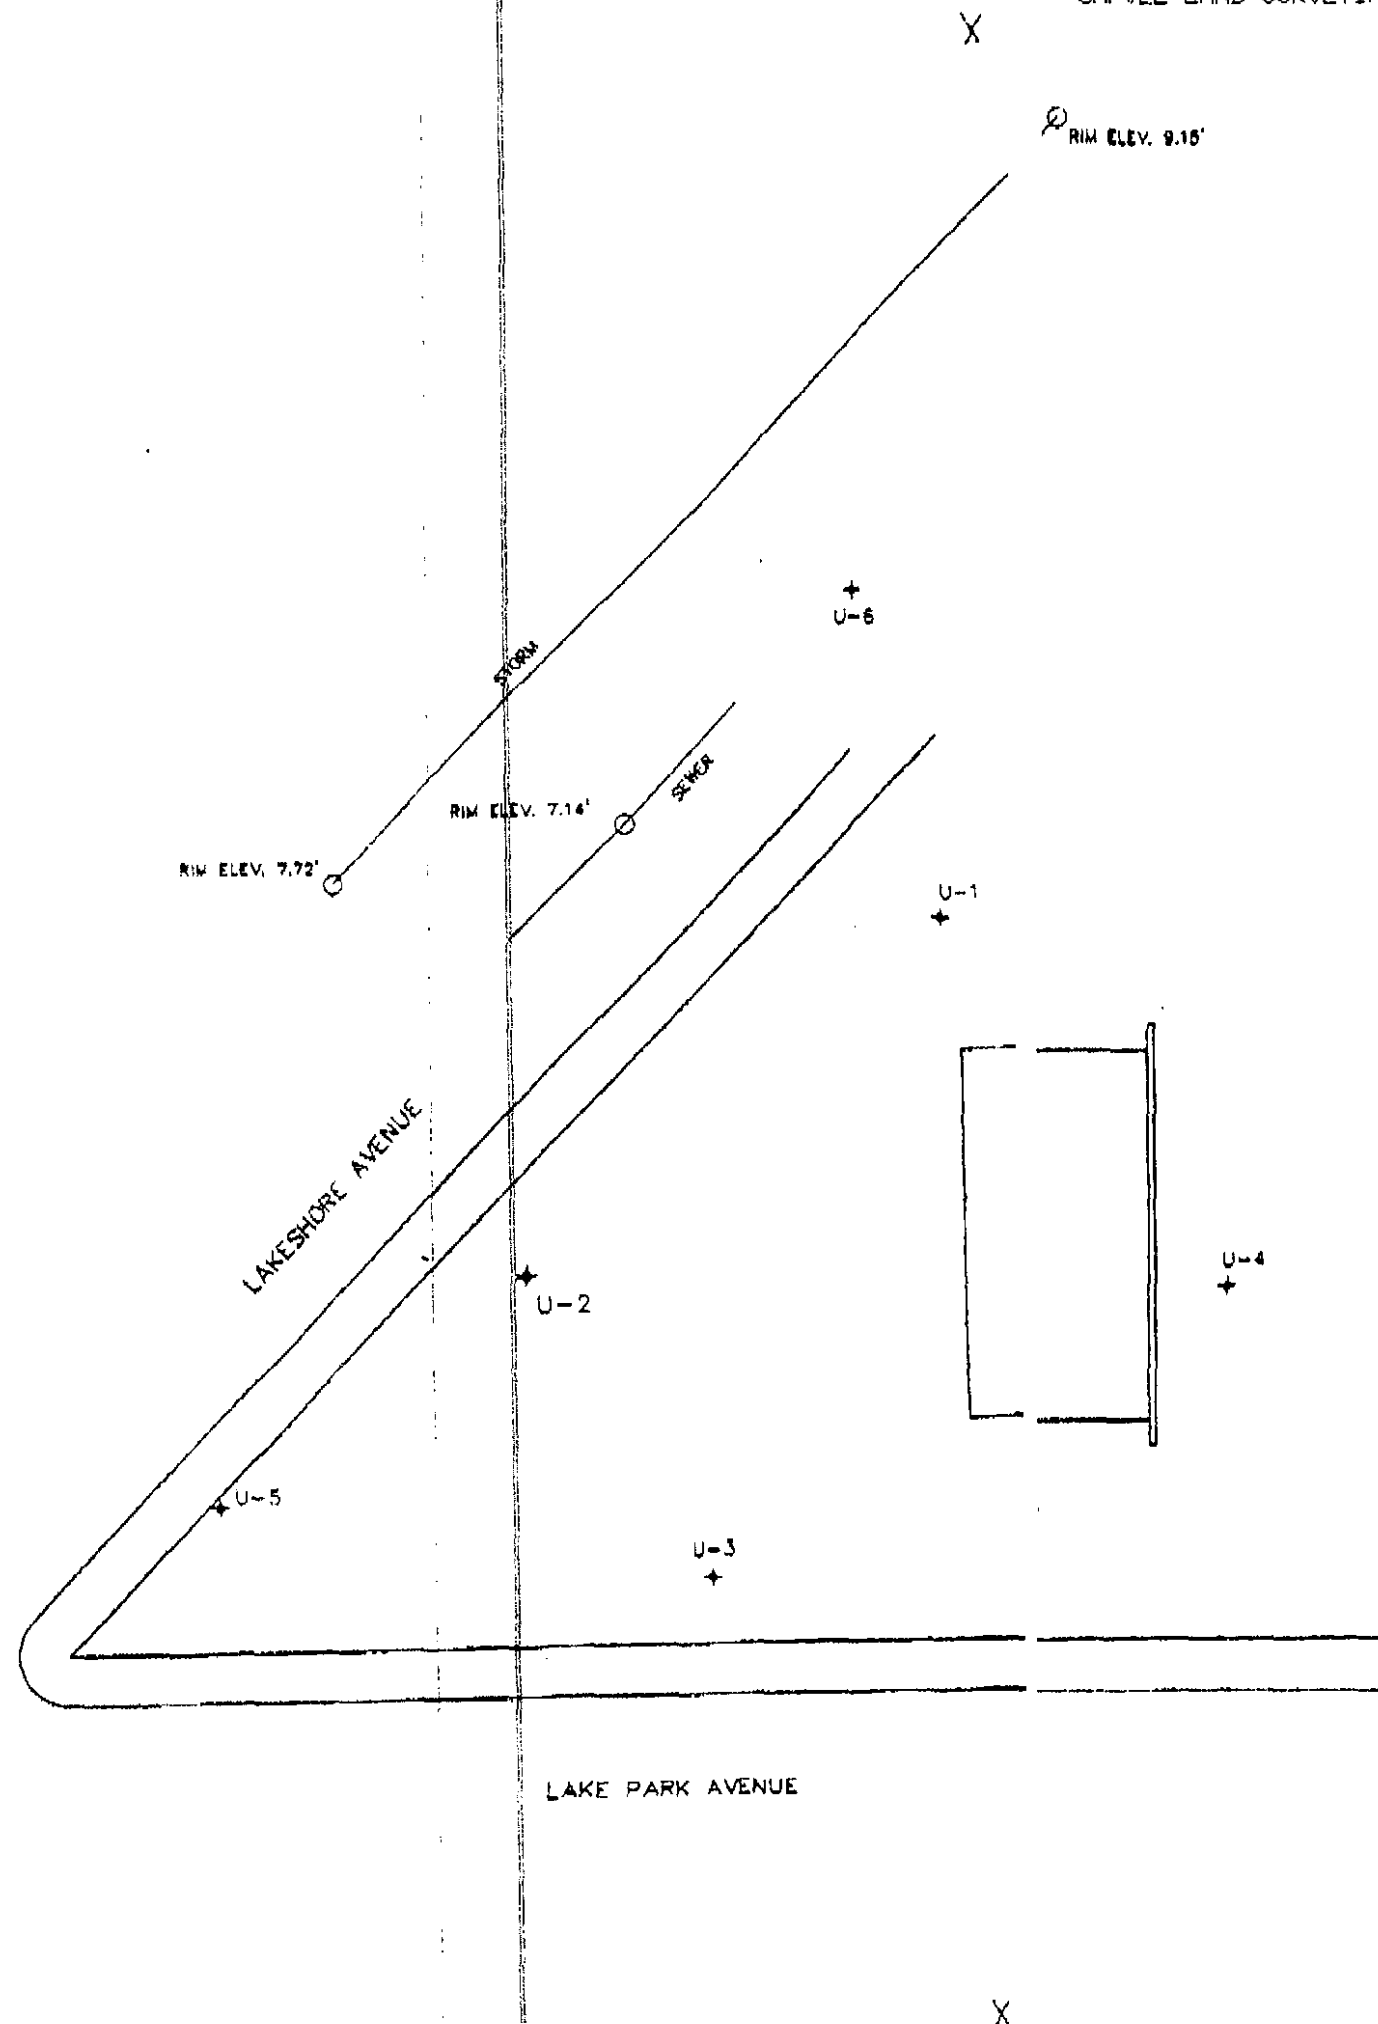 X
RIM ELEV. 9.15'
U-6
STORM
SEWER
RIM ELEV. 7.14'
RIM ELEV. 7.72'
U-1
LAKESHORE AVENUE
U-4
U-2
U-5
U-3
LAKE PARK AVENUE
X